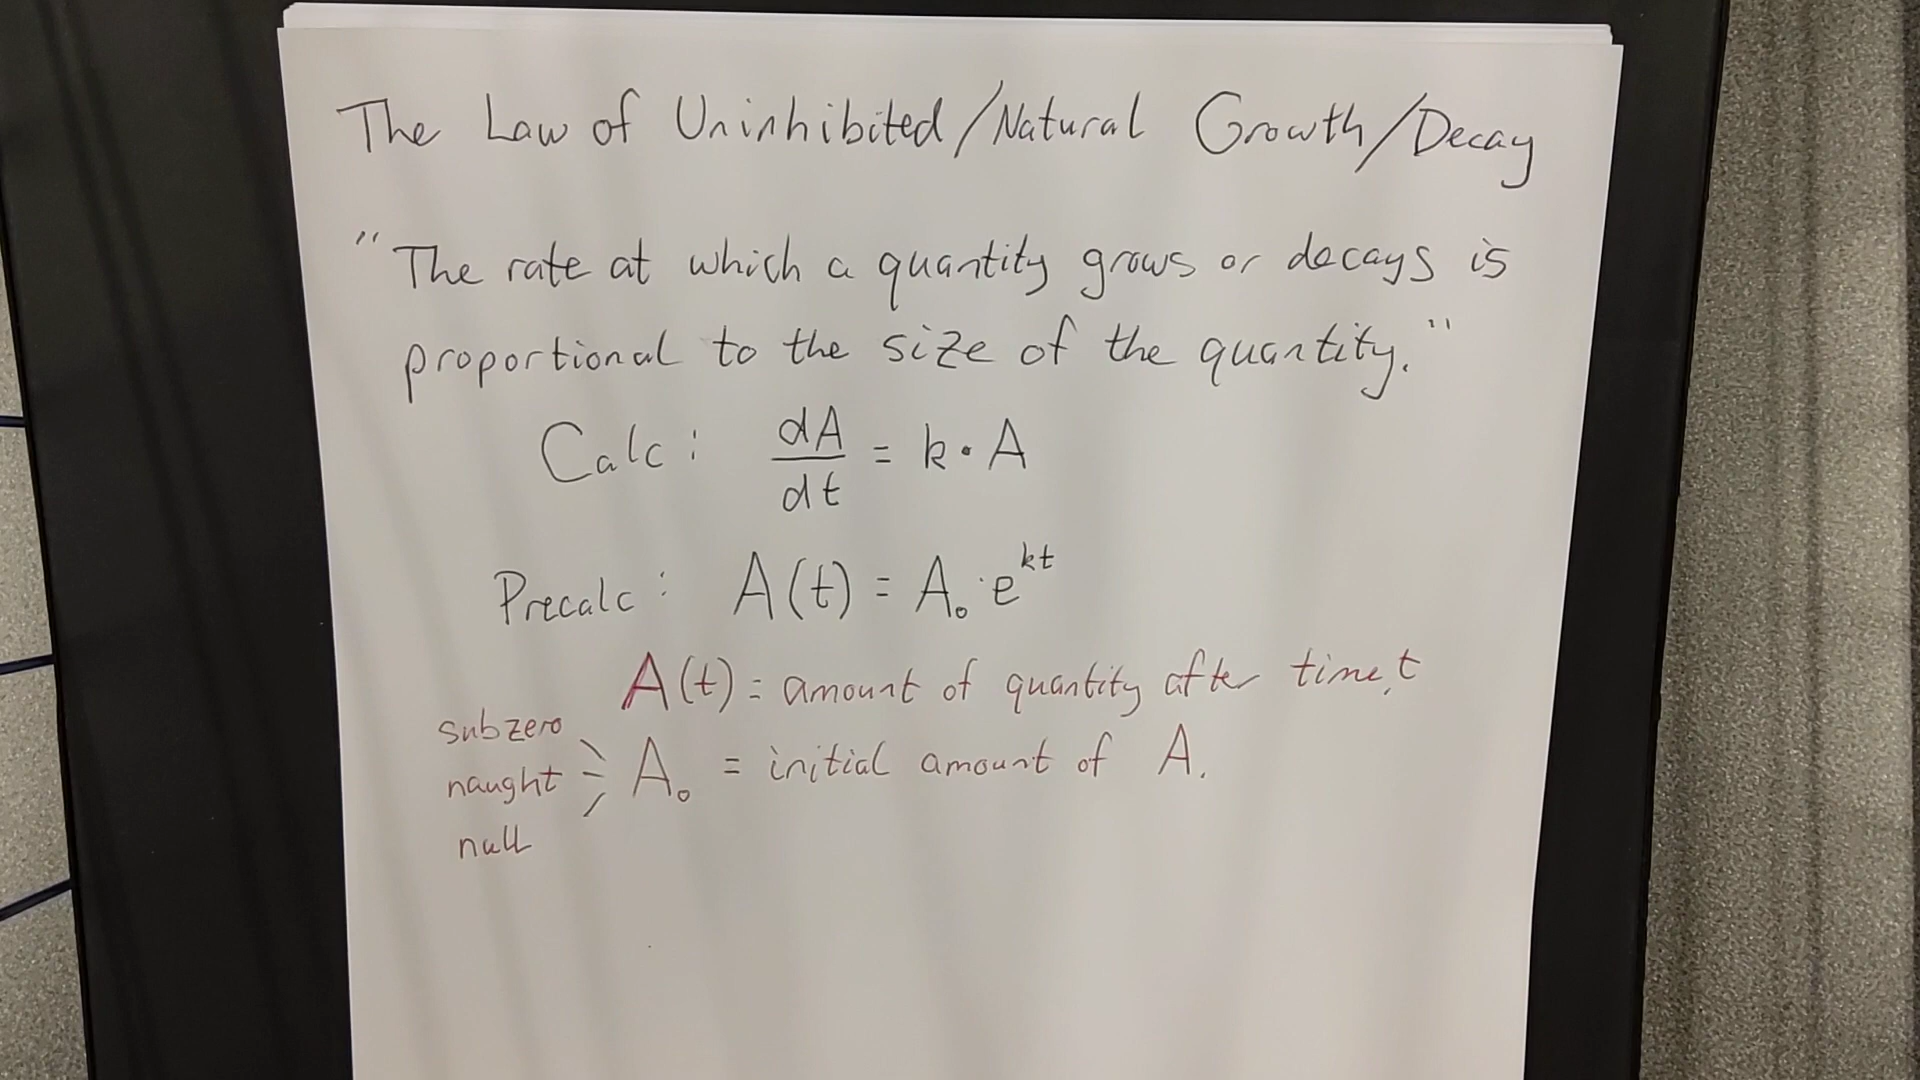 The Law of Uninhibited/Natural Growth/Decay
"The rate at which a quantity grows or decays is
proportional to the size of the quantity."
Calc: dA/dt = k · A
Precalc: A(t) = A₀ · e^kt
A(t) = amount of quantity after time, t
subzero
naught A₀ = initial amount of A.
null